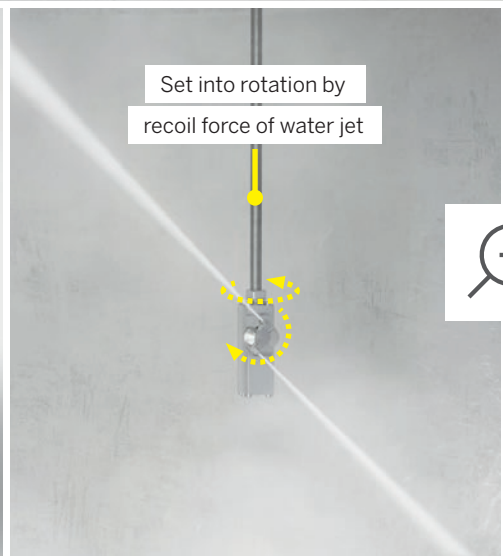 Set into rotation by
recoil force of water jet